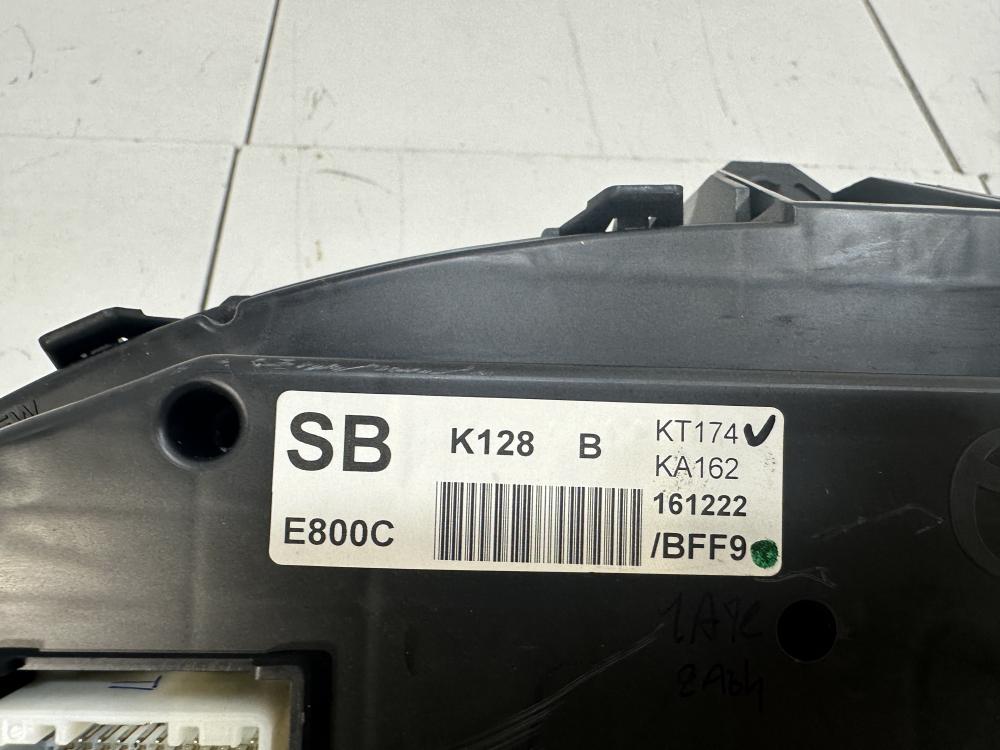 SB K128 B KT174
KA162
161222
E800C /BFF9